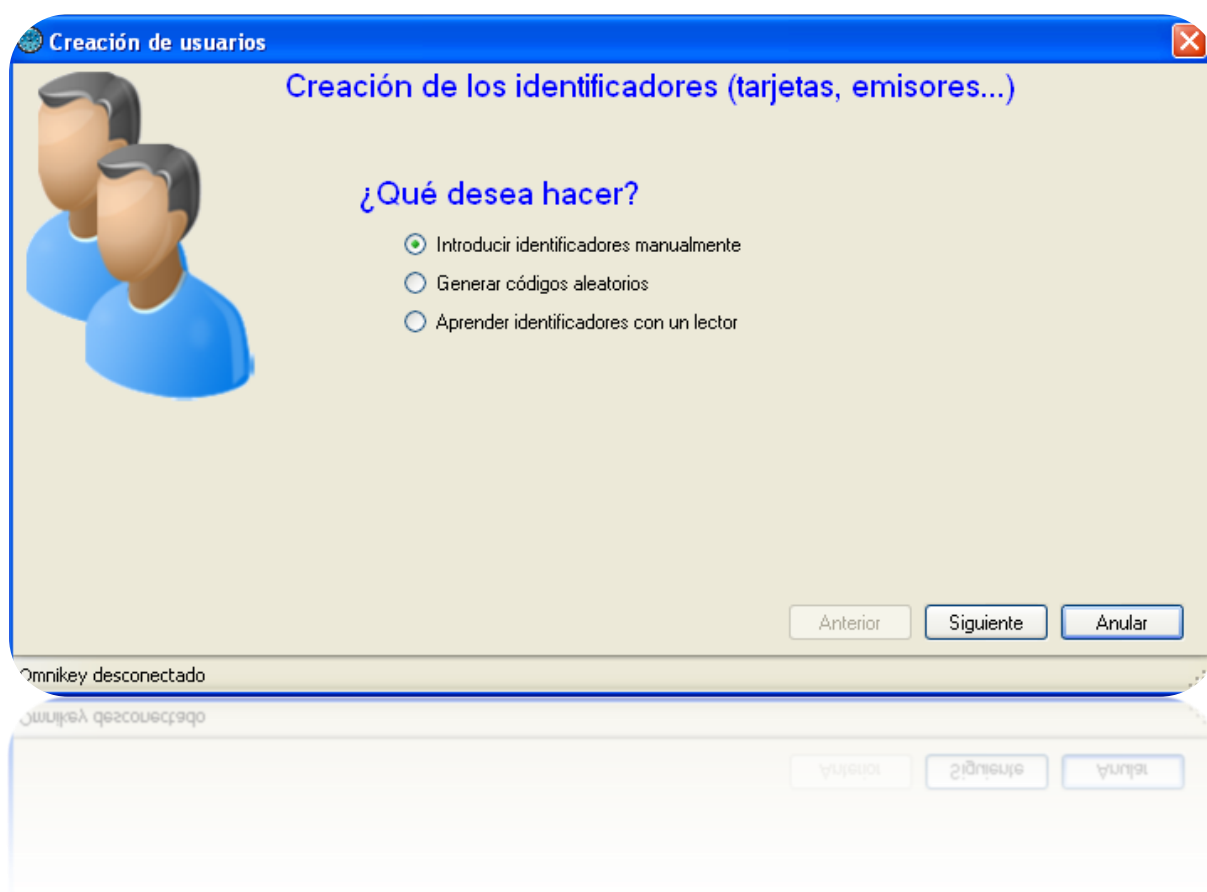 Creación de usuarios
Creación de los identificadores (tarjetas, emisores...)
¿Qué desea hacer?
Introducir identificadores manualmente
Generar códigos aleatorios
Aprender identificadores con un lector
Anterior Siguiente Anular
Omnikey desconectado